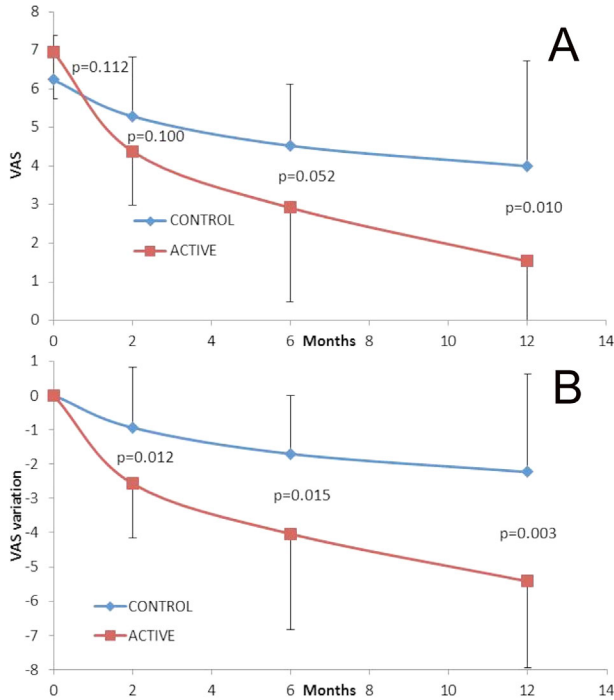 A
8
7
6
5
4
3
2
1
0
VAS
p=0.112
p=0.100
p=0.052
p=0.010
CONTROL
ACTIVE
0 2 4 6 8 10 12 14
Months
B
1
0
-1
-2
-3
-4
-5
-6
-7
-8
VAS variation
p=0.012
p=0.015
p=0.003
CONTROL
ACTIVE
0 2 4 6 8 10 12 14
Months